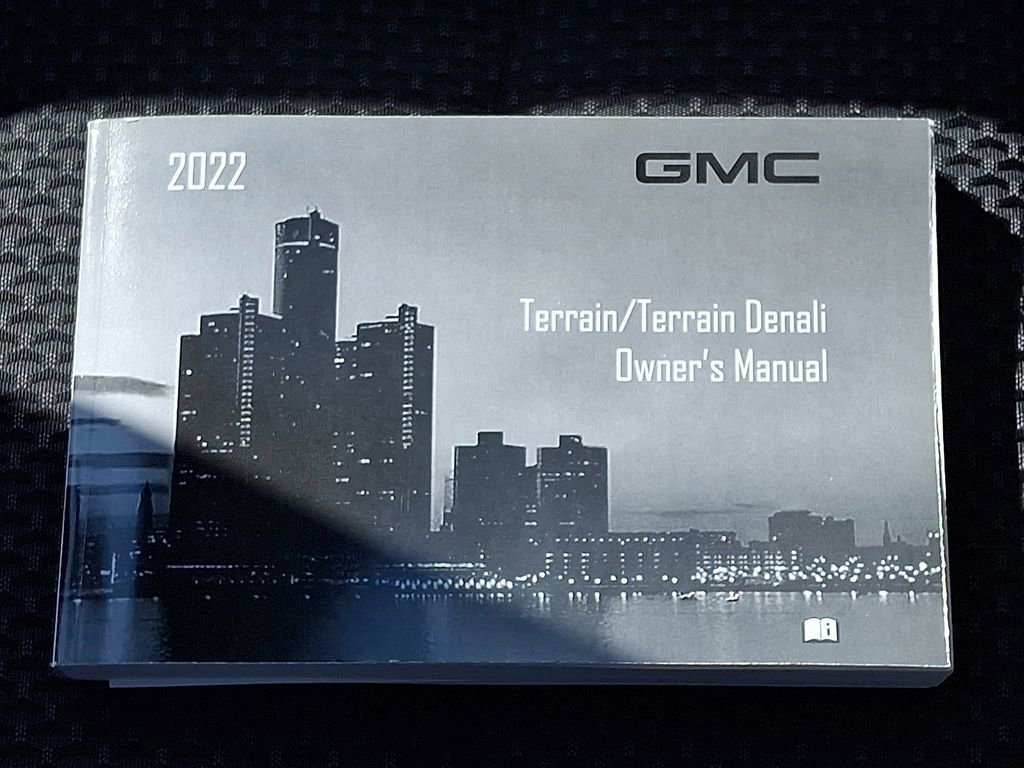 2022
GMC
Terrain/Terrain Denali
Owner's Manual
i